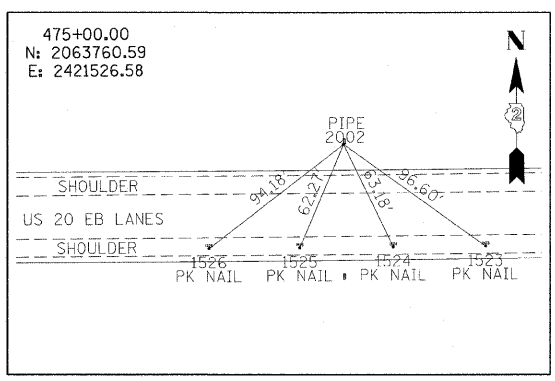 475+00.00
N: 2063760.59
E: 2421526.58
N
2
PIPE
2002
94.18'
62.27'
63.18'
96.60'
SHOULDER
US 20 EB LANES
SHOULDER
1526
PK NAIL
1525
PK NAIL
1524
PK NAIL
1523
PK NAIL